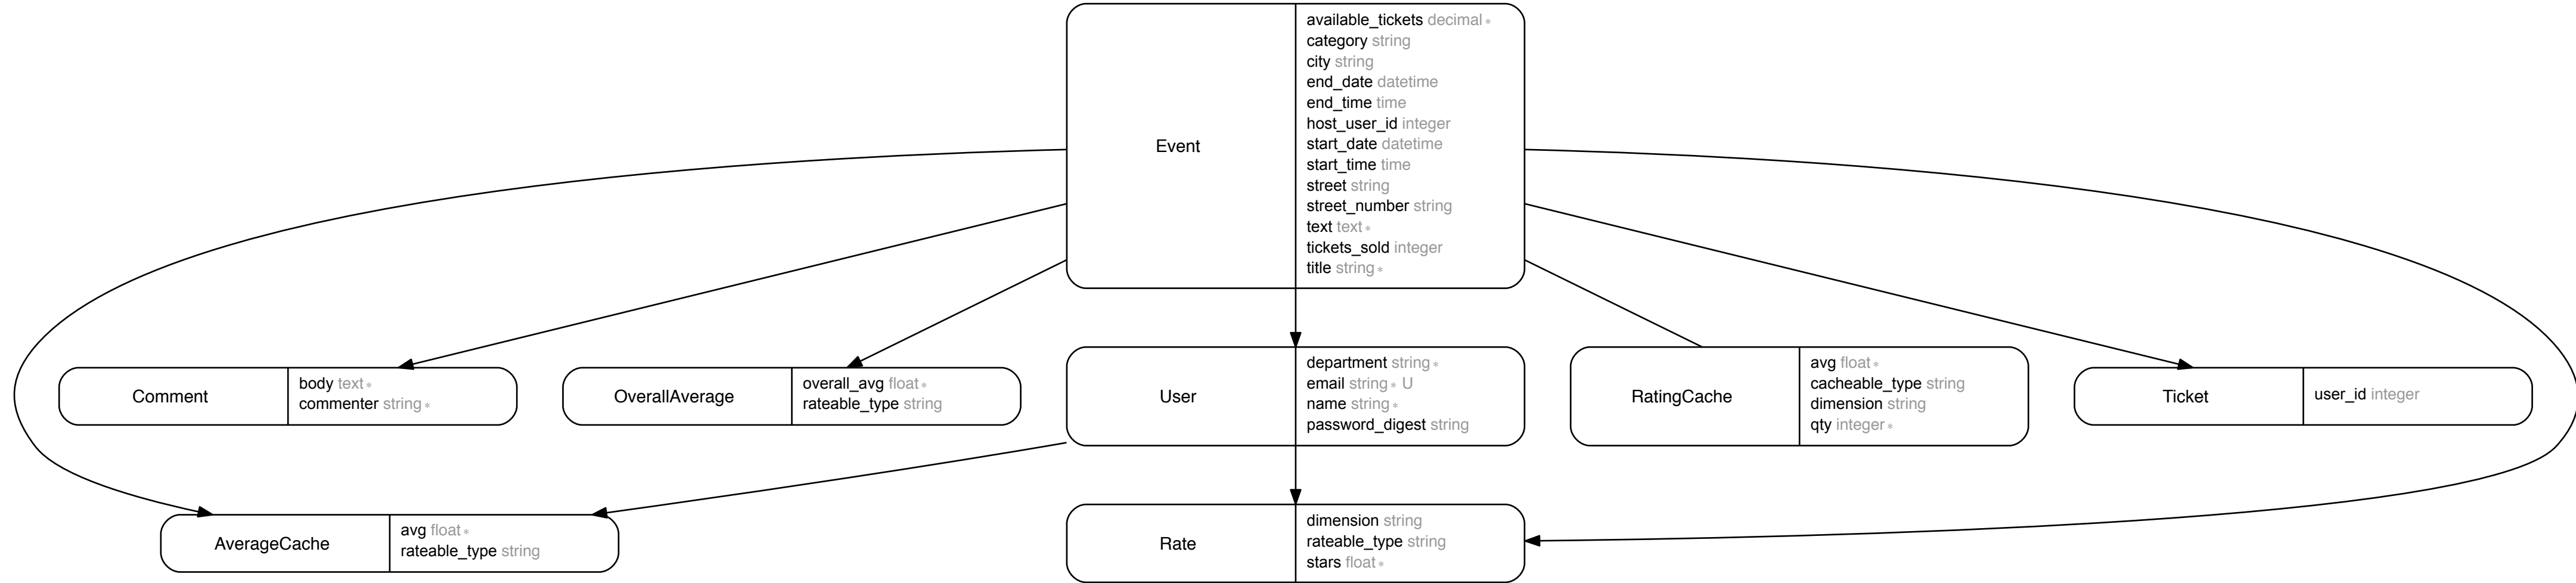 Event
available_tickets decimal ∗
category string
city string
end_date datetime
end_time time
host_user_id integer
start_date datetime
start_time time
street string
street_number string
text text ∗
tickets_sold integer
title string ∗
Comment
body text ∗
commenter string ∗
OverallAverage
overall_avg float ∗
rateable_type string
User
department string ∗
email string ∗ U
name string ∗
password_digest string
RatingCache
avg float ∗
cacheable_type string
dimension string
qty integer ∗
Ticket
user_id integer
AverageCache
avg float ∗
rateable_type string
Rate
dimension string
rateable_type string
stars float ∗